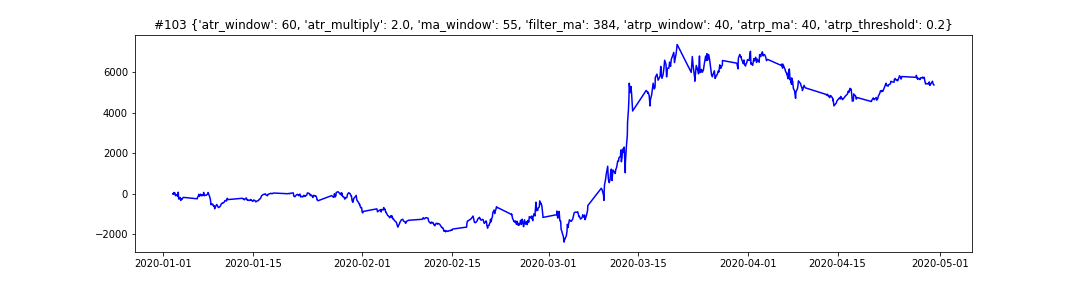 #103 {'atr_window': 60, 'atr_multiply': 2.0, 'ma_window': 55, 'filter_ma': 384, 'atrp_window': 40, 'atrp_ma': 40, 'atrp_threshold': 0.2}
6000
4000
2000
0
−2000
2020-01-01 2020-01-15 2020-02-01 2020-02-15 2020-03-01 2020-03-15 2020-04-01 2020-04-15 2020-05-01